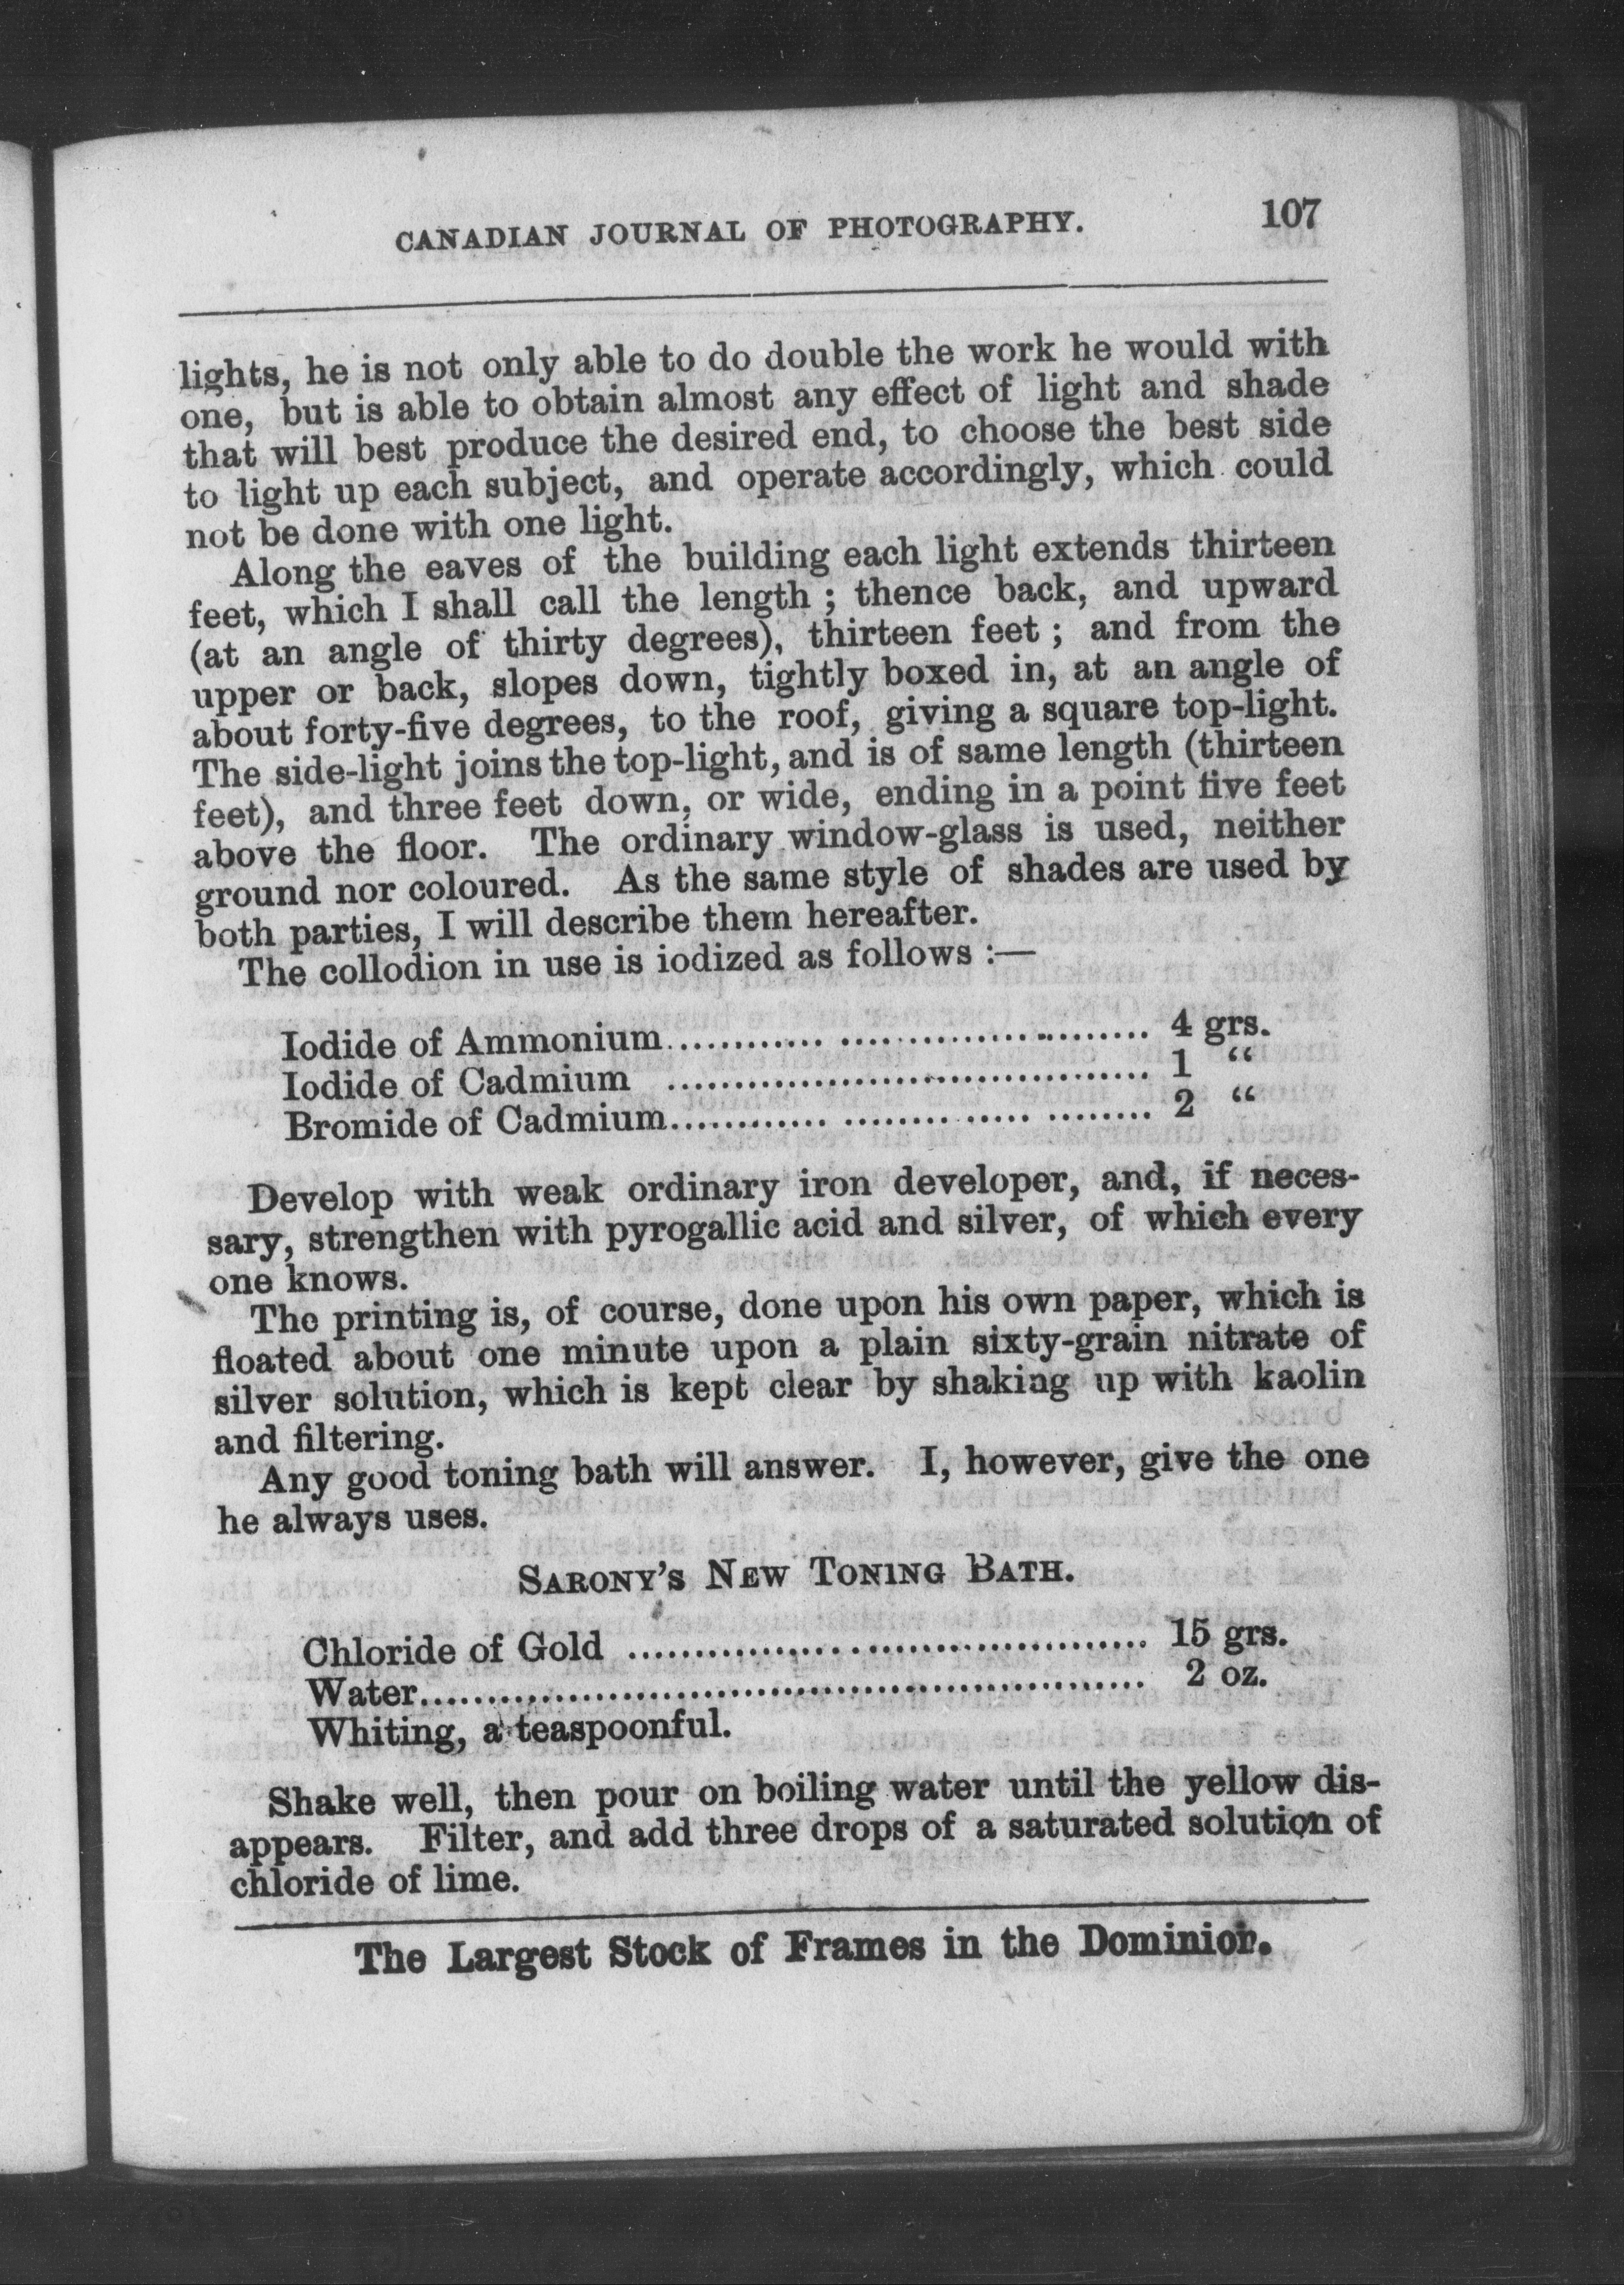 CANADIAN JOURNAL OF PHOTOGRAPHY. 107
lights, he is not only able to do double the work he would with
one, but is able to obtain almost any effect of light and shade
that will best produce the desired end, to choose the best side
to light up each subject, and operate accordingly, which could
not be done with one light.
Along the eaves of the building each light extends thirteen
feet, which I shall call the length ; thence back, and upward
(at an angle of thirty degrees), thirteen feet ; and from the
upper or back, slopes down, tightly boxed in, at an angle of
about forty-five degrees, to the roof, giving a square top-light.
The side-light joins the top-light, and is of same length (thirteen
feet), and three feet down, or wide, ending in a point five feet
above the floor. The ordinary window-glass is used, neither
ground nor coloured. As the same style of shades are used by
both parties, I will describe them hereafter.
The collodion in use is iodized as follows :—
Iodide of Ammonium............ ......................... 4 grs.
Iodide of Cadmium ..................................... 1 “
Bromide of Cadmium............ ........ ..... ........ 2 “
Develop with weak ordinary iron developer, and, if neces-
sary, strengthen with pyrogallic acid and silver, of which every
one knows.
The printing is, of course, done upon his own paper, which is
floated about one minute upon a plain sixty-grain nitrate of
silver solution, which is kept clear by shaking up with kaolin
and filtering.
Any good toning bath will answer. I, however, give the one
he always uses.
SARONY'S NEW TONING BATH.
Chloride of Gold ....................................... 15 grs.
Water....................................................... 2 oz.
Whiting, a teaspoonful.
Shake well, then pour on boiling water until the yellow dis-
appears. Filter, and add three drops of a saturated solution of
chloride of lime.
The Largest Stock of Frames in the Dominion.